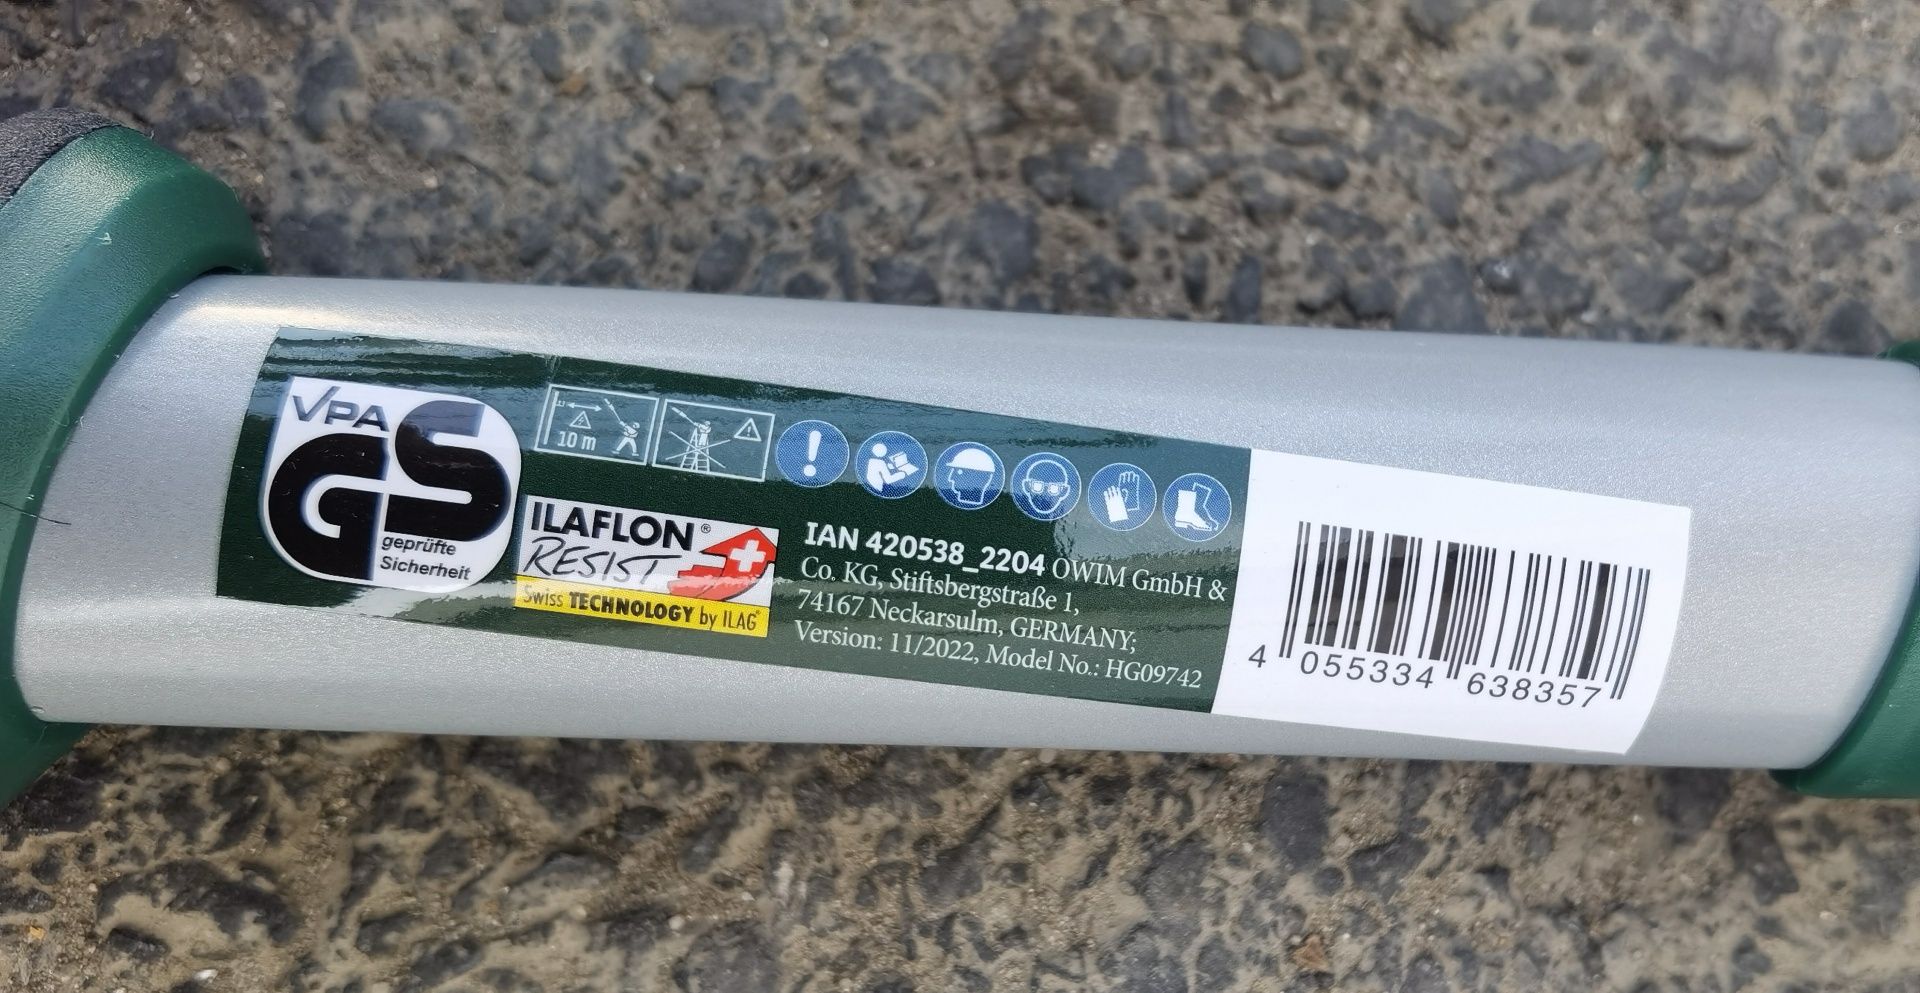 VPA
GS
geprüfte
Sicherheit
10 m
ILAFLON®
RESIST
Swiss TECHNOLOGY by ILAG®
IAN 420538_2204 OWIM GmbH &
Co. KG, Stiftsbergstraße 1,
74167 Neckarsulm, GERMANY;
Version: 11/2022, Model No.: HG09742
4 055334 638357